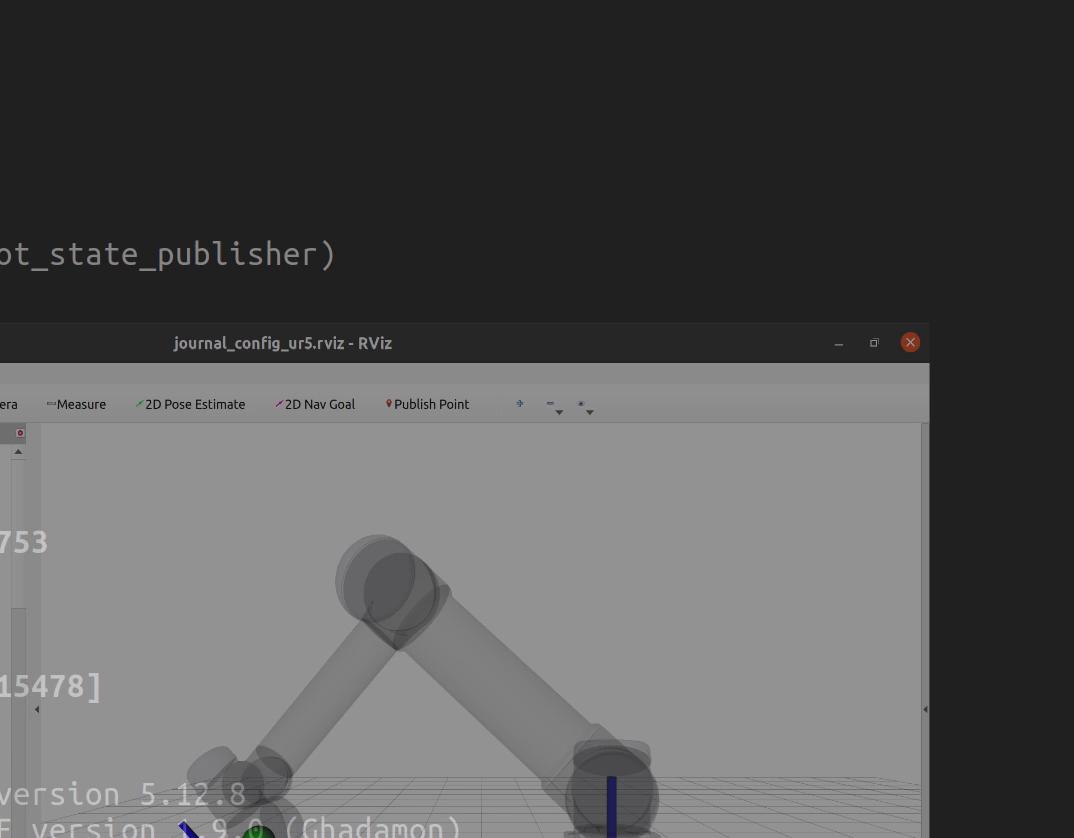 ot_state_publisher)
journal_config_ur5.rviz - RViz
era Measure 2D Pose Estimate 2D Nav Goal Publish Point
753
15478]
version 5.12.8
E version 1.9.0 (Ghadamon)